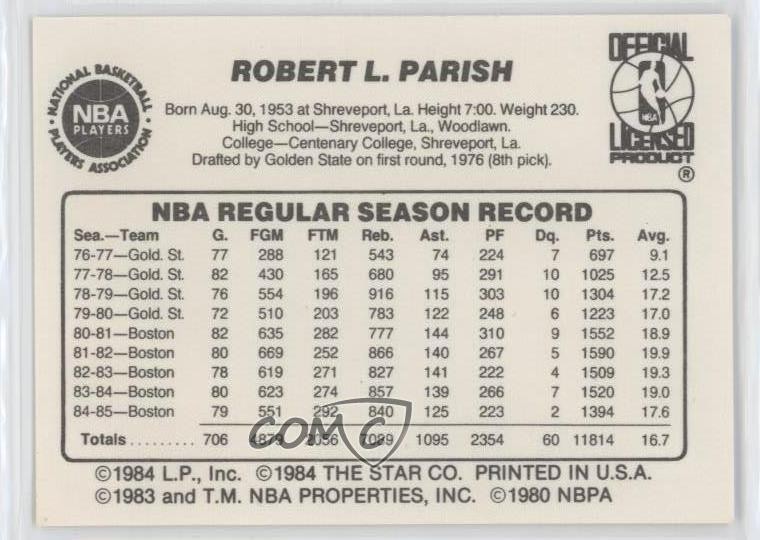 NATIONAL BASKETBALL
NBA
PLAYERS
PLAYERS ASSOCIATION
OFFICIAL
NBA
LICENSED
PRODUCT
®
ROBERT L. PARISH
Born Aug. 30, 1953 at Shreveport, La. Height 7:00. Weight 230.
High School—Shreveport, La., Woodlawn.
College—Centenary College, Shreveport, La.
Drafted by Golden State on first round, 1976 (8th pick).
NBA REGULAR SEASON RECORD
Sea.—Team G. FGM FTM Reb. Ast. PF Dq. Pts. Avg.
76-77—Gold. St. 77 288 121 543 74 224 7 697 9.1
77-78—Gold. St. 82 430 165 680 95 291 10 1025 12.5
78-79—Gold. St. 76 554 196 916 115 303 10 1304 17.2
79-80—Gold. St. 72 510 203 783 122 248 6 1223 17.0
80-81—Boston 82 635 282 777 144 310 9 1552 18.9
81-82—Boston 80 669 252 866 140 267 5 1590 19.9
82-83—Boston 78 619 271 827 141 222 4 1509 19.3
83-84—Boston 80 623 274 857 139 266 7 1520 19.0
84-85—Boston 79 551 292 840 125 223 2 1394 17.6
Totals ......... 706 4879 2056 7089 1095 2354 60 11814 16.7
COMC
©1984 L.P., Inc. ©1984 THE STAR CO. PRINTED IN U.S.A.
©1983 and T.M. NBA PROPERTIES, INC. ©1980 NBPA